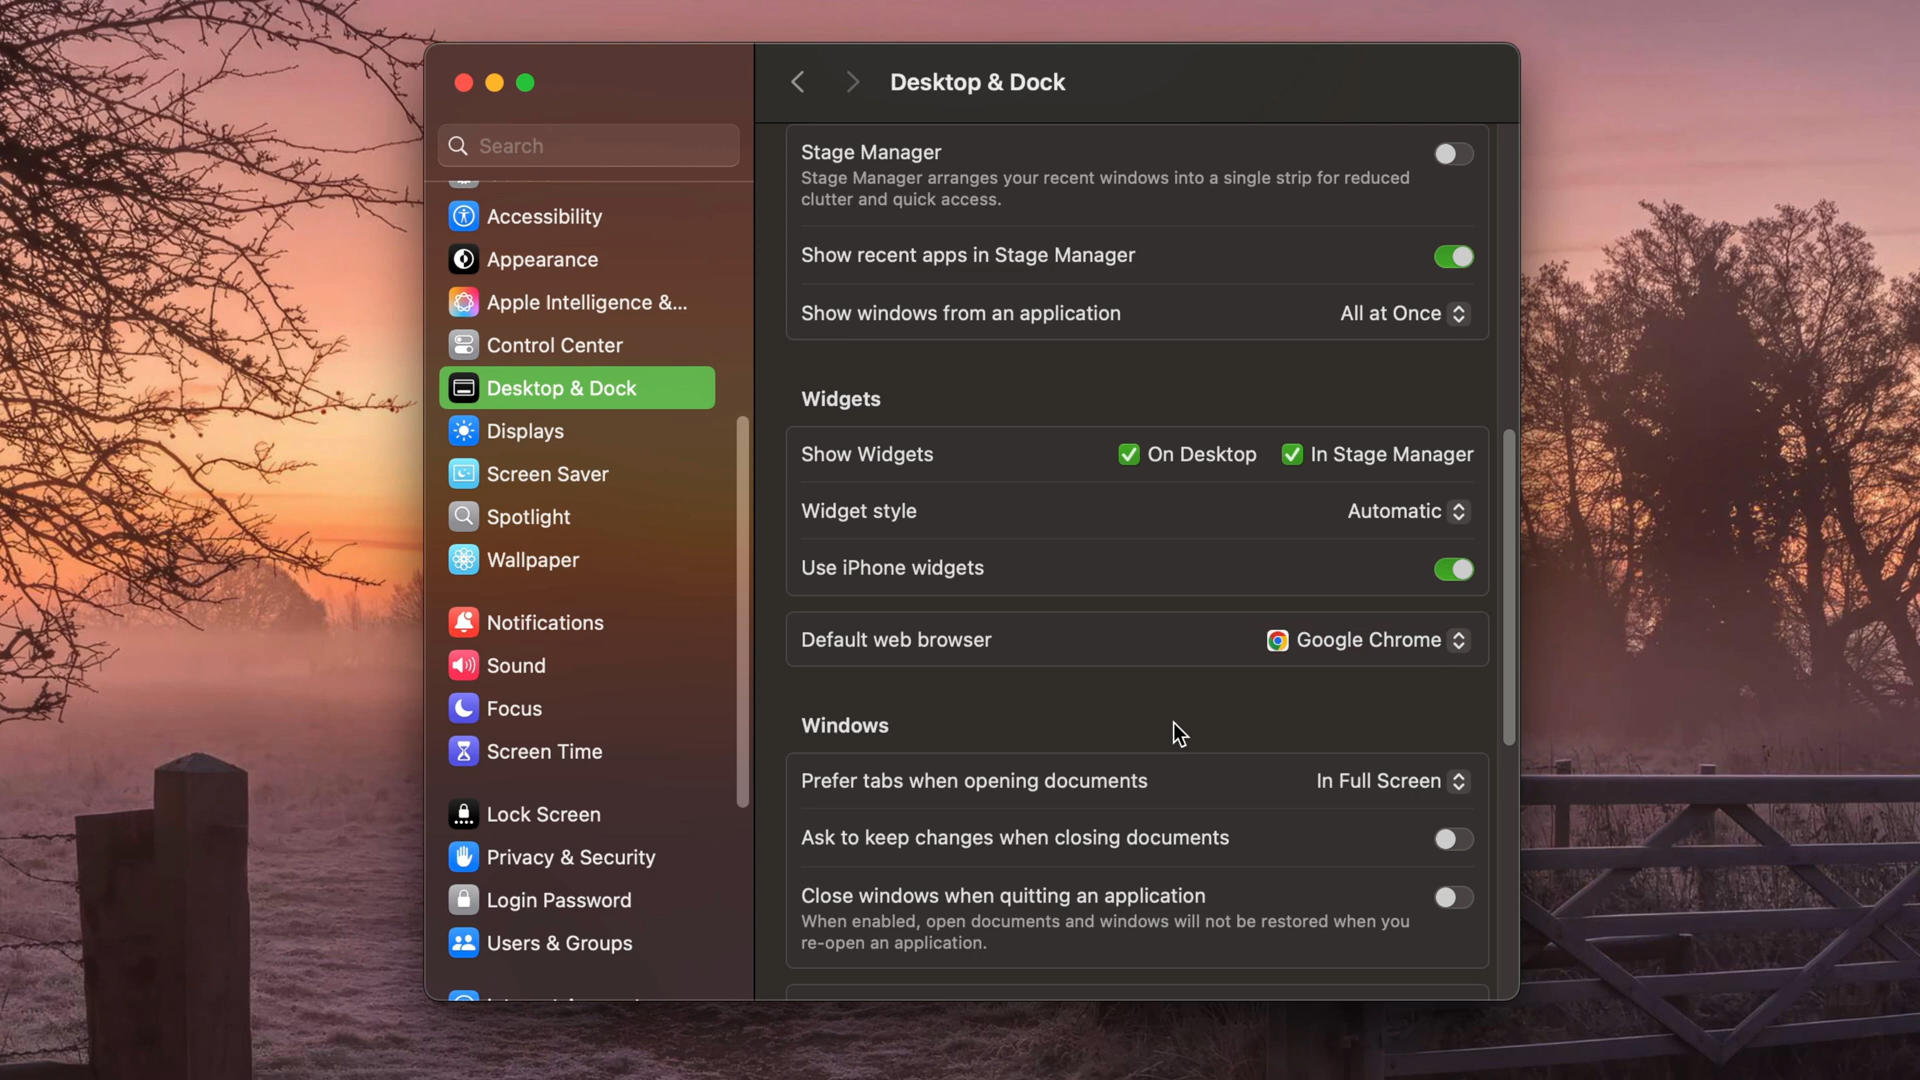 Search
Accessibility
Appearance
Apple Intelligence &...
Control Center
Desktop & Dock
Displays
Screen Saver
Spotlight
Wallpaper
Notifications
Sound
Focus
Screen Time
Lock Screen
Privacy & Security
Login Password
Users & Groups
Desktop & Dock
Stage Manager
Stage Manager arranges your recent windows into a single strip for reduced
clutter and quick access.
Show recent apps in Stage Manager
Show windows from an application All at Once
Widgets
Show Widgets On Desktop In Stage Manager
Widget style Automatic
Use iPhone widgets
Default web browser Google Chrome
Windows
Prefer tabs when opening documents In Full Screen
Ask to keep changes when closing documents
Close windows when quitting an application
When enabled, open documents and windows will not be restored when you
re-open an application.